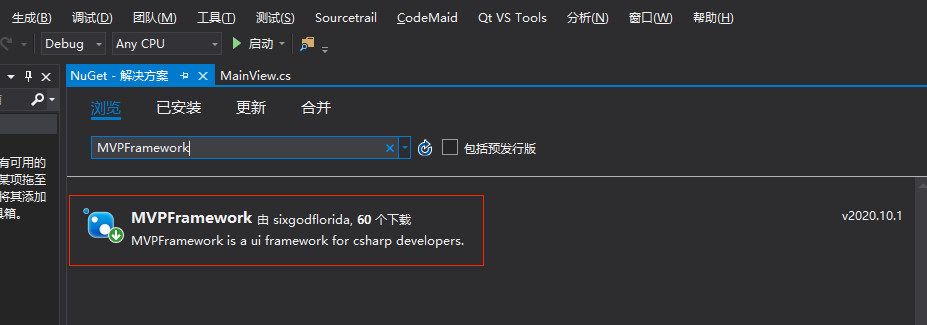 生成(B) 调试(D) 团队(M) 工具(T) 测试(S) Sourcetrail CodeMaid Qt VS Tools 分析(N) 窗口(W) 帮助(H)
Debug Any CPU 启动
NuGet - 解决方案 MainView.cs
浏览 已安装 更新 合并
MVPFramework 包括预发行版
有可用的
某项拖至
将其添加
具箱。
MVPFramework 由 sixgodflorida, 60 个下载 v2020.10.1
MVPFramework is a ui framework for csharp developers.